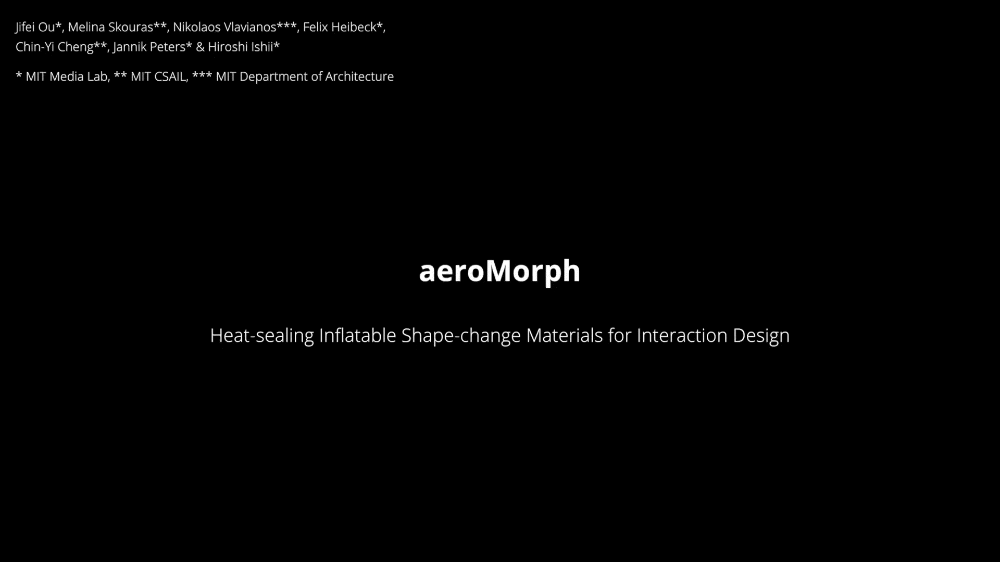 Jifei Ou*, Melina Skouras**, Nikolaos Vlavianos***, Felix Heibeck*,
Chin-Yi Cheng**, Jannik Peters* & Hiroshi Ishii*
* MIT Media Lab, ** MIT CSAIL, *** MIT Department of Architecture
aeroMorph
Heat-sealing Inflatable Shape-change Materials for Interaction Design